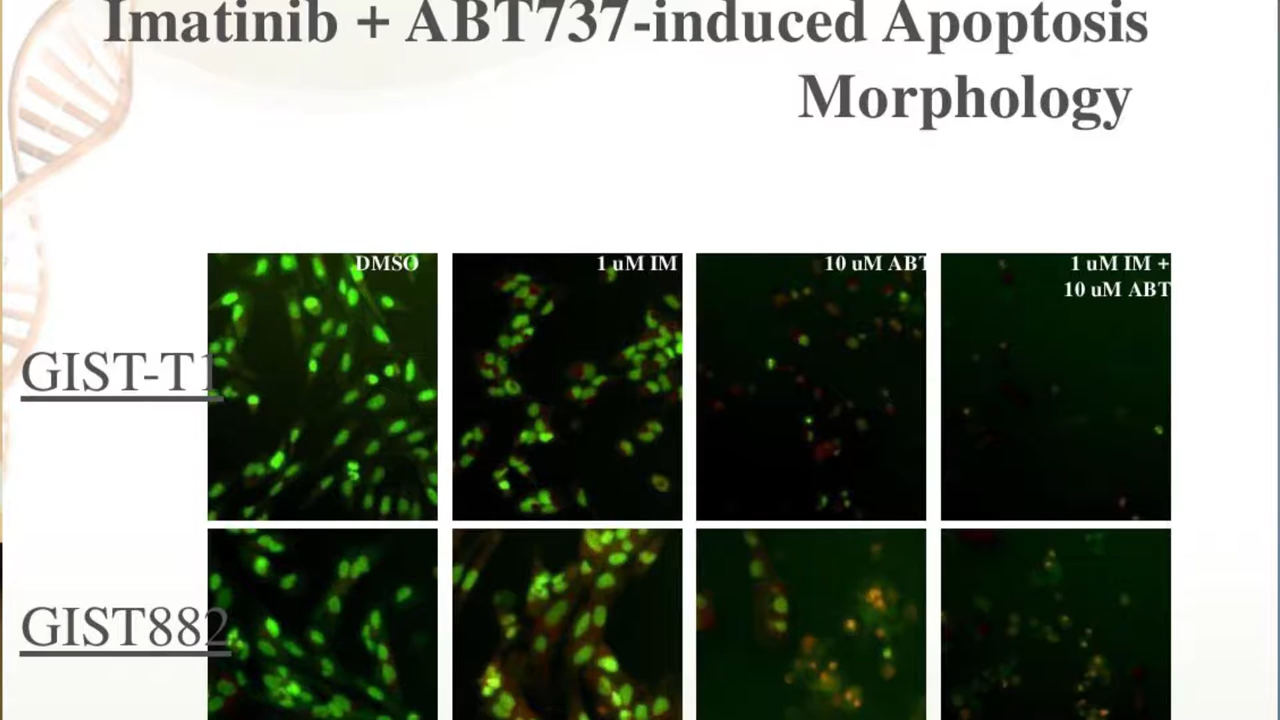 Imatinib + ABT737-induced Apoptosis
Morphology
DMSO
1 uM IM
10 uM ABT
1 uM IM +
10 uM ABT
GIST-T1
GIST882